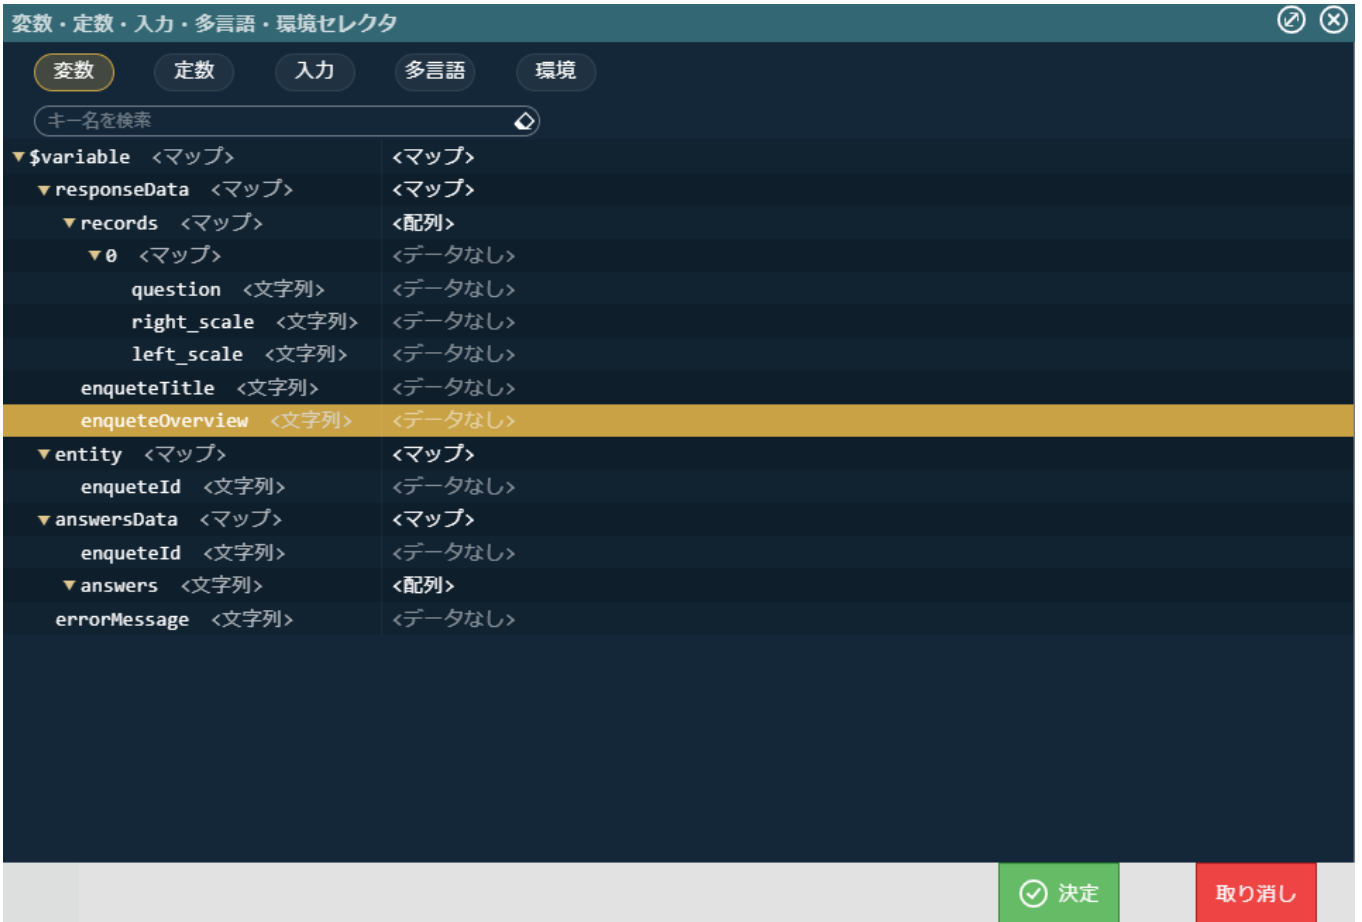 変数・定数・入力・多言語・環境セレクタ
変数 定数 入力 多言語 環境
キー名を検索
$variable <マップ> <マップ>
responseData <マップ> <マップ>
records <マップ> <配列>
0 <マップ> <データなし>
question <文字列> <データなし>
right_scale <文字列> <データなし>
left_scale <文字列> <データなし>
enqueteTitle <文字列> <データなし>
enqueteOverview <文字列> <データなし>
entity <マップ> <マップ>
enqueteId <文字列> <データなし>
answersData <マップ> <マップ>
enqueteId <文字列> <データなし>
answers <文字列> <配列>
errorMessage <文字列> <データなし>
決定 取り消し